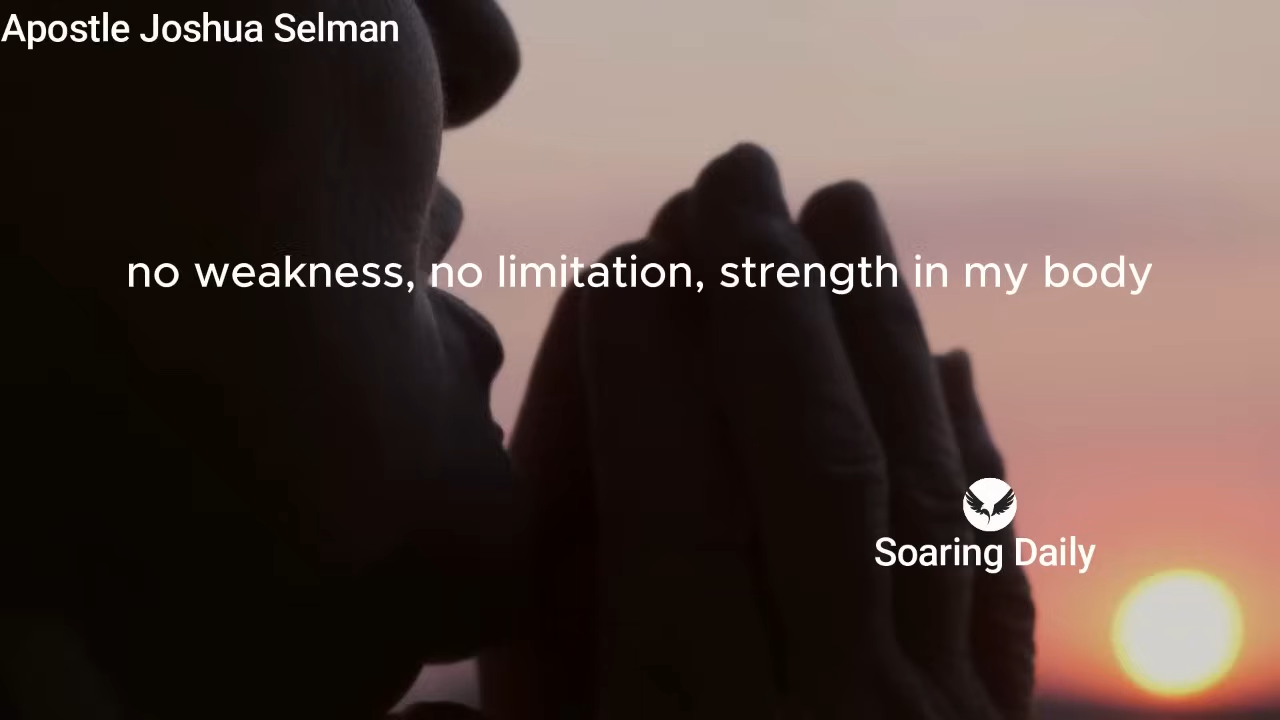 Apostle Joshua Selman
no weakness, no limitation, strength in my body
Soaring Daily